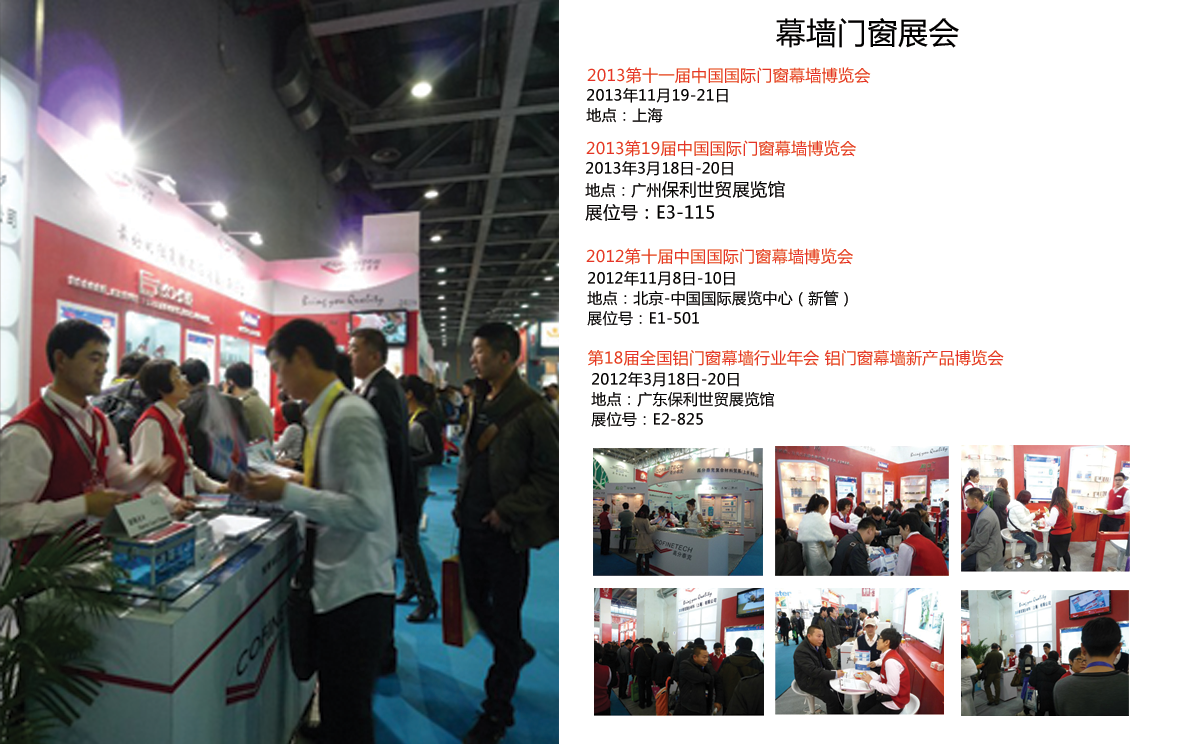 幕墙门窗展会
2013第十一届中国国际门窗幕墙博览会
2013年11月19-21日
地点：上海
2013第19届中国国际门窗幕墙博览会
2013年3月18日-20日
地点：广州保利世贸展览馆
展位号：E3-115
2012第十届中国国际门窗幕墙博览会
2012年11月8日-10日
地点：北京-中国国际展览中心（新管）
展位号：E1-501
第18届全国铝门窗幕墙行业年会 铝门窗幕墙新产品博览会
2012年3月18日-20日
地点：广东保利世贸展览馆
展位号：E2-825
Bring you Quality
COFINE
COFINETECH
Bring you Quality